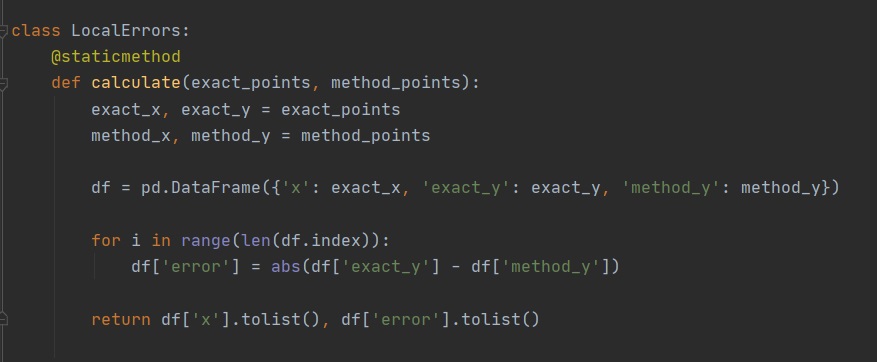 class LocalErrors:
    @staticmethod
    def calculate(exact_points, method_points):
        exact_x, exact_y = exact_points
        method_x, method_y = method_points

        df = pd.DataFrame({'x': exact_x, 'exact_y': exact_y, 'method_y': method_y})

        for i in range(len(df.index)):
            df['error'] = abs(df['exact_y'] - df['method_y'])

        return df['x'].tolist(), df['error'].tolist()